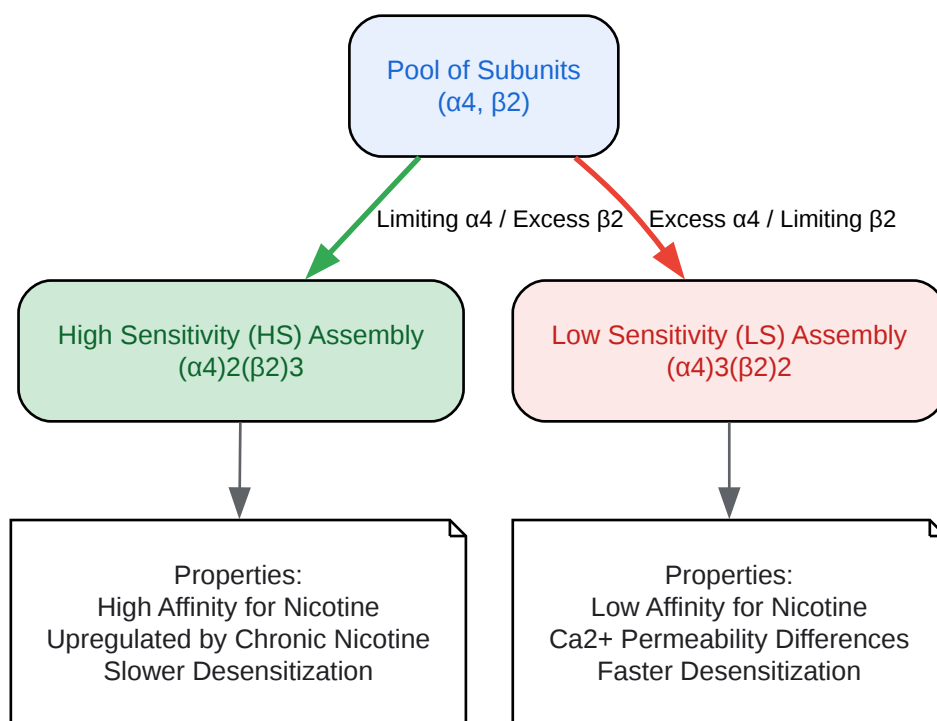 Pool of Subunits
(α4, β2)
Limiting α4 / Excess β2
Excess α4 / Limiting β2
High Sensitivity (HS) Assembly
(α4)2(β2)3
Low Sensitivity (LS) Assembly
(α4)3(β2)2
Properties:
High Affinity for Nicotine
Upregulated by Chronic Nicotine
Slower Desensitization
Properties:
Low Affinity for Nicotine
Ca2+ Permeability Differences
Faster Desensitization